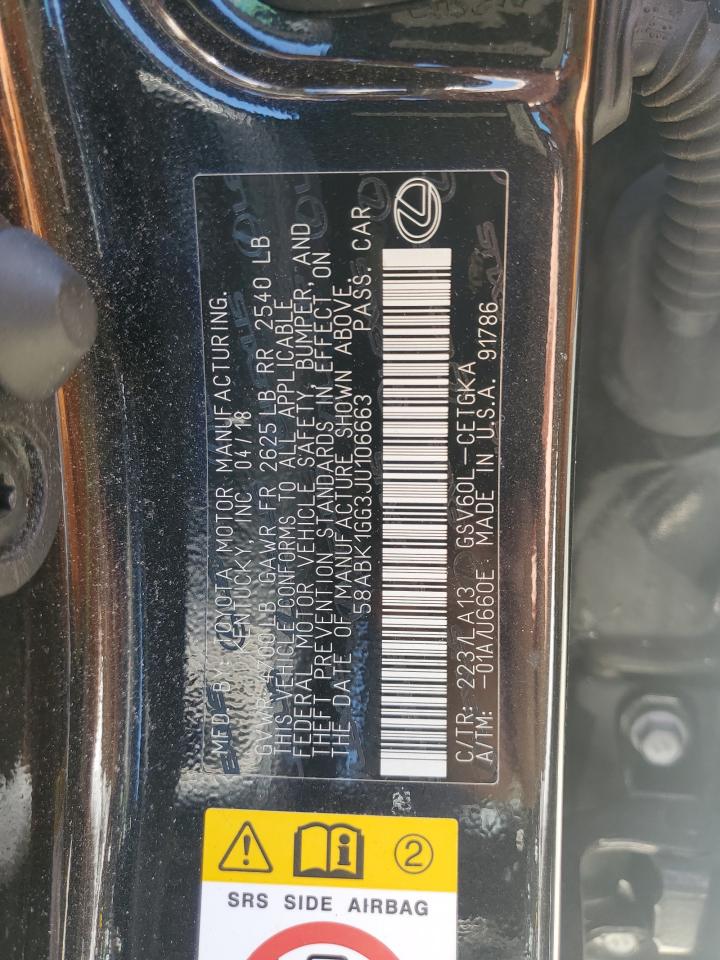 MFD. BY: TOYOTA MOTOR MANUFACTURING.
KENTUCKY, INC. 04/18
GVWR 4700 LB GAWR FR 2625 LB RR 2540 LB
THIS VEHICLE CONFORMS TO ALL APPLICABLE
FEDERAL MOTOR VEHICLE SAFETY, BUMPER, AND
THEFT PREVENTION STANDARDS IN EFFECT ON
THE DATE OF MANUFACTURE SHOWN ABOVE.
58ABK1GG3JU106663 PASS. CAR
C/TR: 223/LA13 GSV60L-CETGKA
A/TM: -01A/U660E MADE IN U.S.A. 91786
2
SRS SIDE AIRBAG